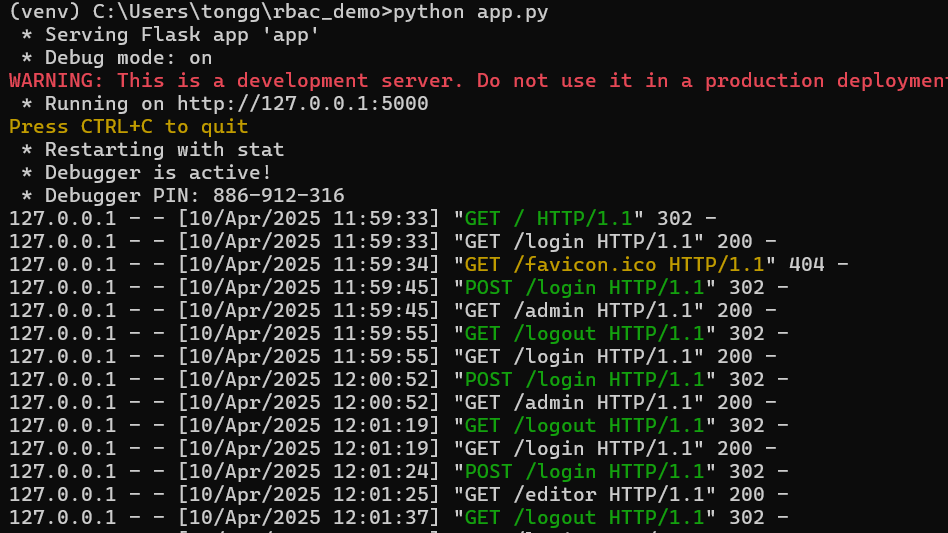 (venv) C:\Users\tongg\rbac_demo>python app.py
 * Serving Flask app 'app'
 * Debug mode: on
WARNING: This is a development server. Do not use it in a production
 * Running on http://127.0.0.1:5000
Press CTRL+C to quit
 * Restarting with stat
 * Debugger is active!
 * Debugger PIN: 886-912-316
127.0.0.1 - - [10/Apr/2025 11:59:33] "GET / HTTP/1.1" 302 -
127.0.0.1 - - [10/Apr/2025 11:59:33] "GET /login HTTP/1.1" 200 -
127.0.0.1 - - [10/Apr/2025 11:59:34] "GET /favicon.ico HTTP/1.1" 404 -
127.0.0.1 - - [10/Apr/2025 11:59:45] "POST /login HTTP/1.1" 302 -
127.0.0.1 - - [10/Apr/2025 11:59:45] "GET /admin HTTP/1.1" 200 -
127.0.0.1 - - [10/Apr/2025 11:59:55] "GET /logout HTTP/1.1" 302 -
127.0.0.1 - - [10/Apr/2025 11:59:55] "GET /login HTTP/1.1" 200 -
127.0.0.1 - - [10/Apr/2025 12:00:52] "POST /login HTTP/1.1" 302 -
127.0.0.1 - - [10/Apr/2025 12:00:52] "GET /admin HTTP/1.1" 200 -
127.0.0.1 - - [10/Apr/2025 12:01:19] "GET /logout HTTP/1.1" 302 -
127.0.0.1 - - [10/Apr/2025 12:01:19] "GET /login HTTP/1.1" 200 -
127.0.0.1 - - [10/Apr/2025 12:01:24] "POST /login HTTP/1.1" 302 -
127.0.0.1 - - [10/Apr/2025 12:01:25] "GET /editor HTTP/1.1" 200 -
127.0.0.1 - - [10/Apr/2025 12:01:37] "GET /logout HTTP/1.1" 302 -